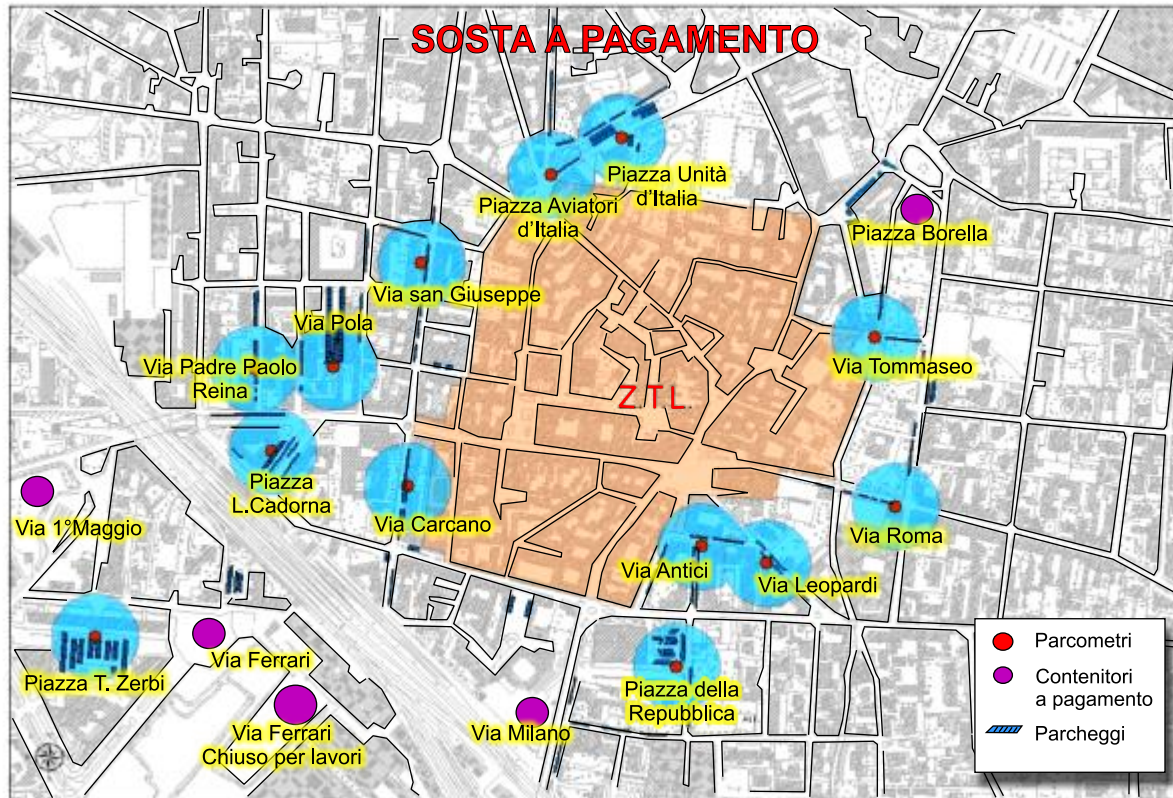 SOSTA A PAGAMENTO
Piazza Unità
d'Italia
Piazza Aviatori
d'Italia
Piazza Borella
Via san Giuseppe
Via Pola
Via Padre Paolo
Reina
Via Tommaseo
Z.T.L.
Piazza
L.Cadorna
Via 1°Maggio
Via Carcano
Via Roma
Via Antici
Via Leopardi
Via Ferrari
Piazza T. Zerbi
Piazza della
Repubblica
Via Ferrari
Chiuso per lavori
Via Milano
Parcometri
Contenitori
a pagamento
Parcheggi